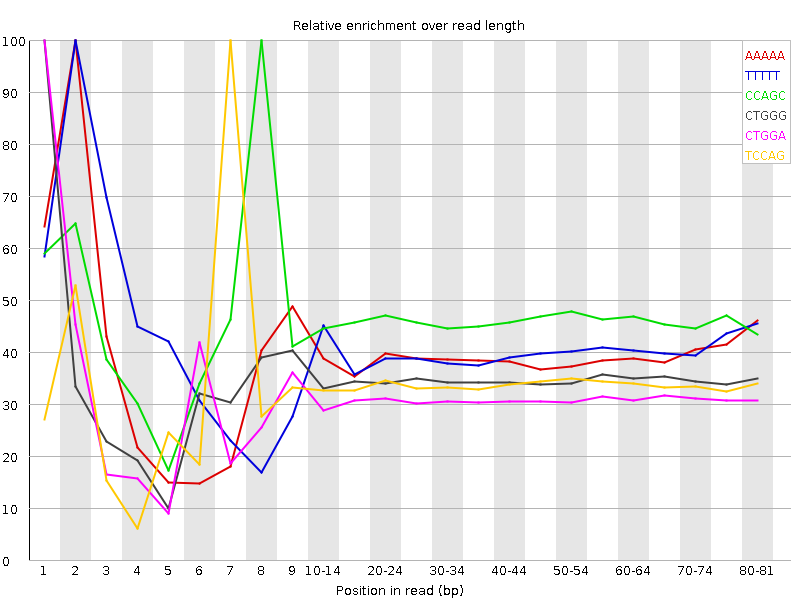 Relative enrichment over read length
100
90
80
70
60
50
40
30
20
10
0
AAAAA
TTTTT
CCAGC
CTGGG
CTGGA
TCCAG
1 2 3 4 5 6 7 8 9 10-14 20-24 30-34 40-44 50-54 60-64 70-74 80-81
Position in read (bp)